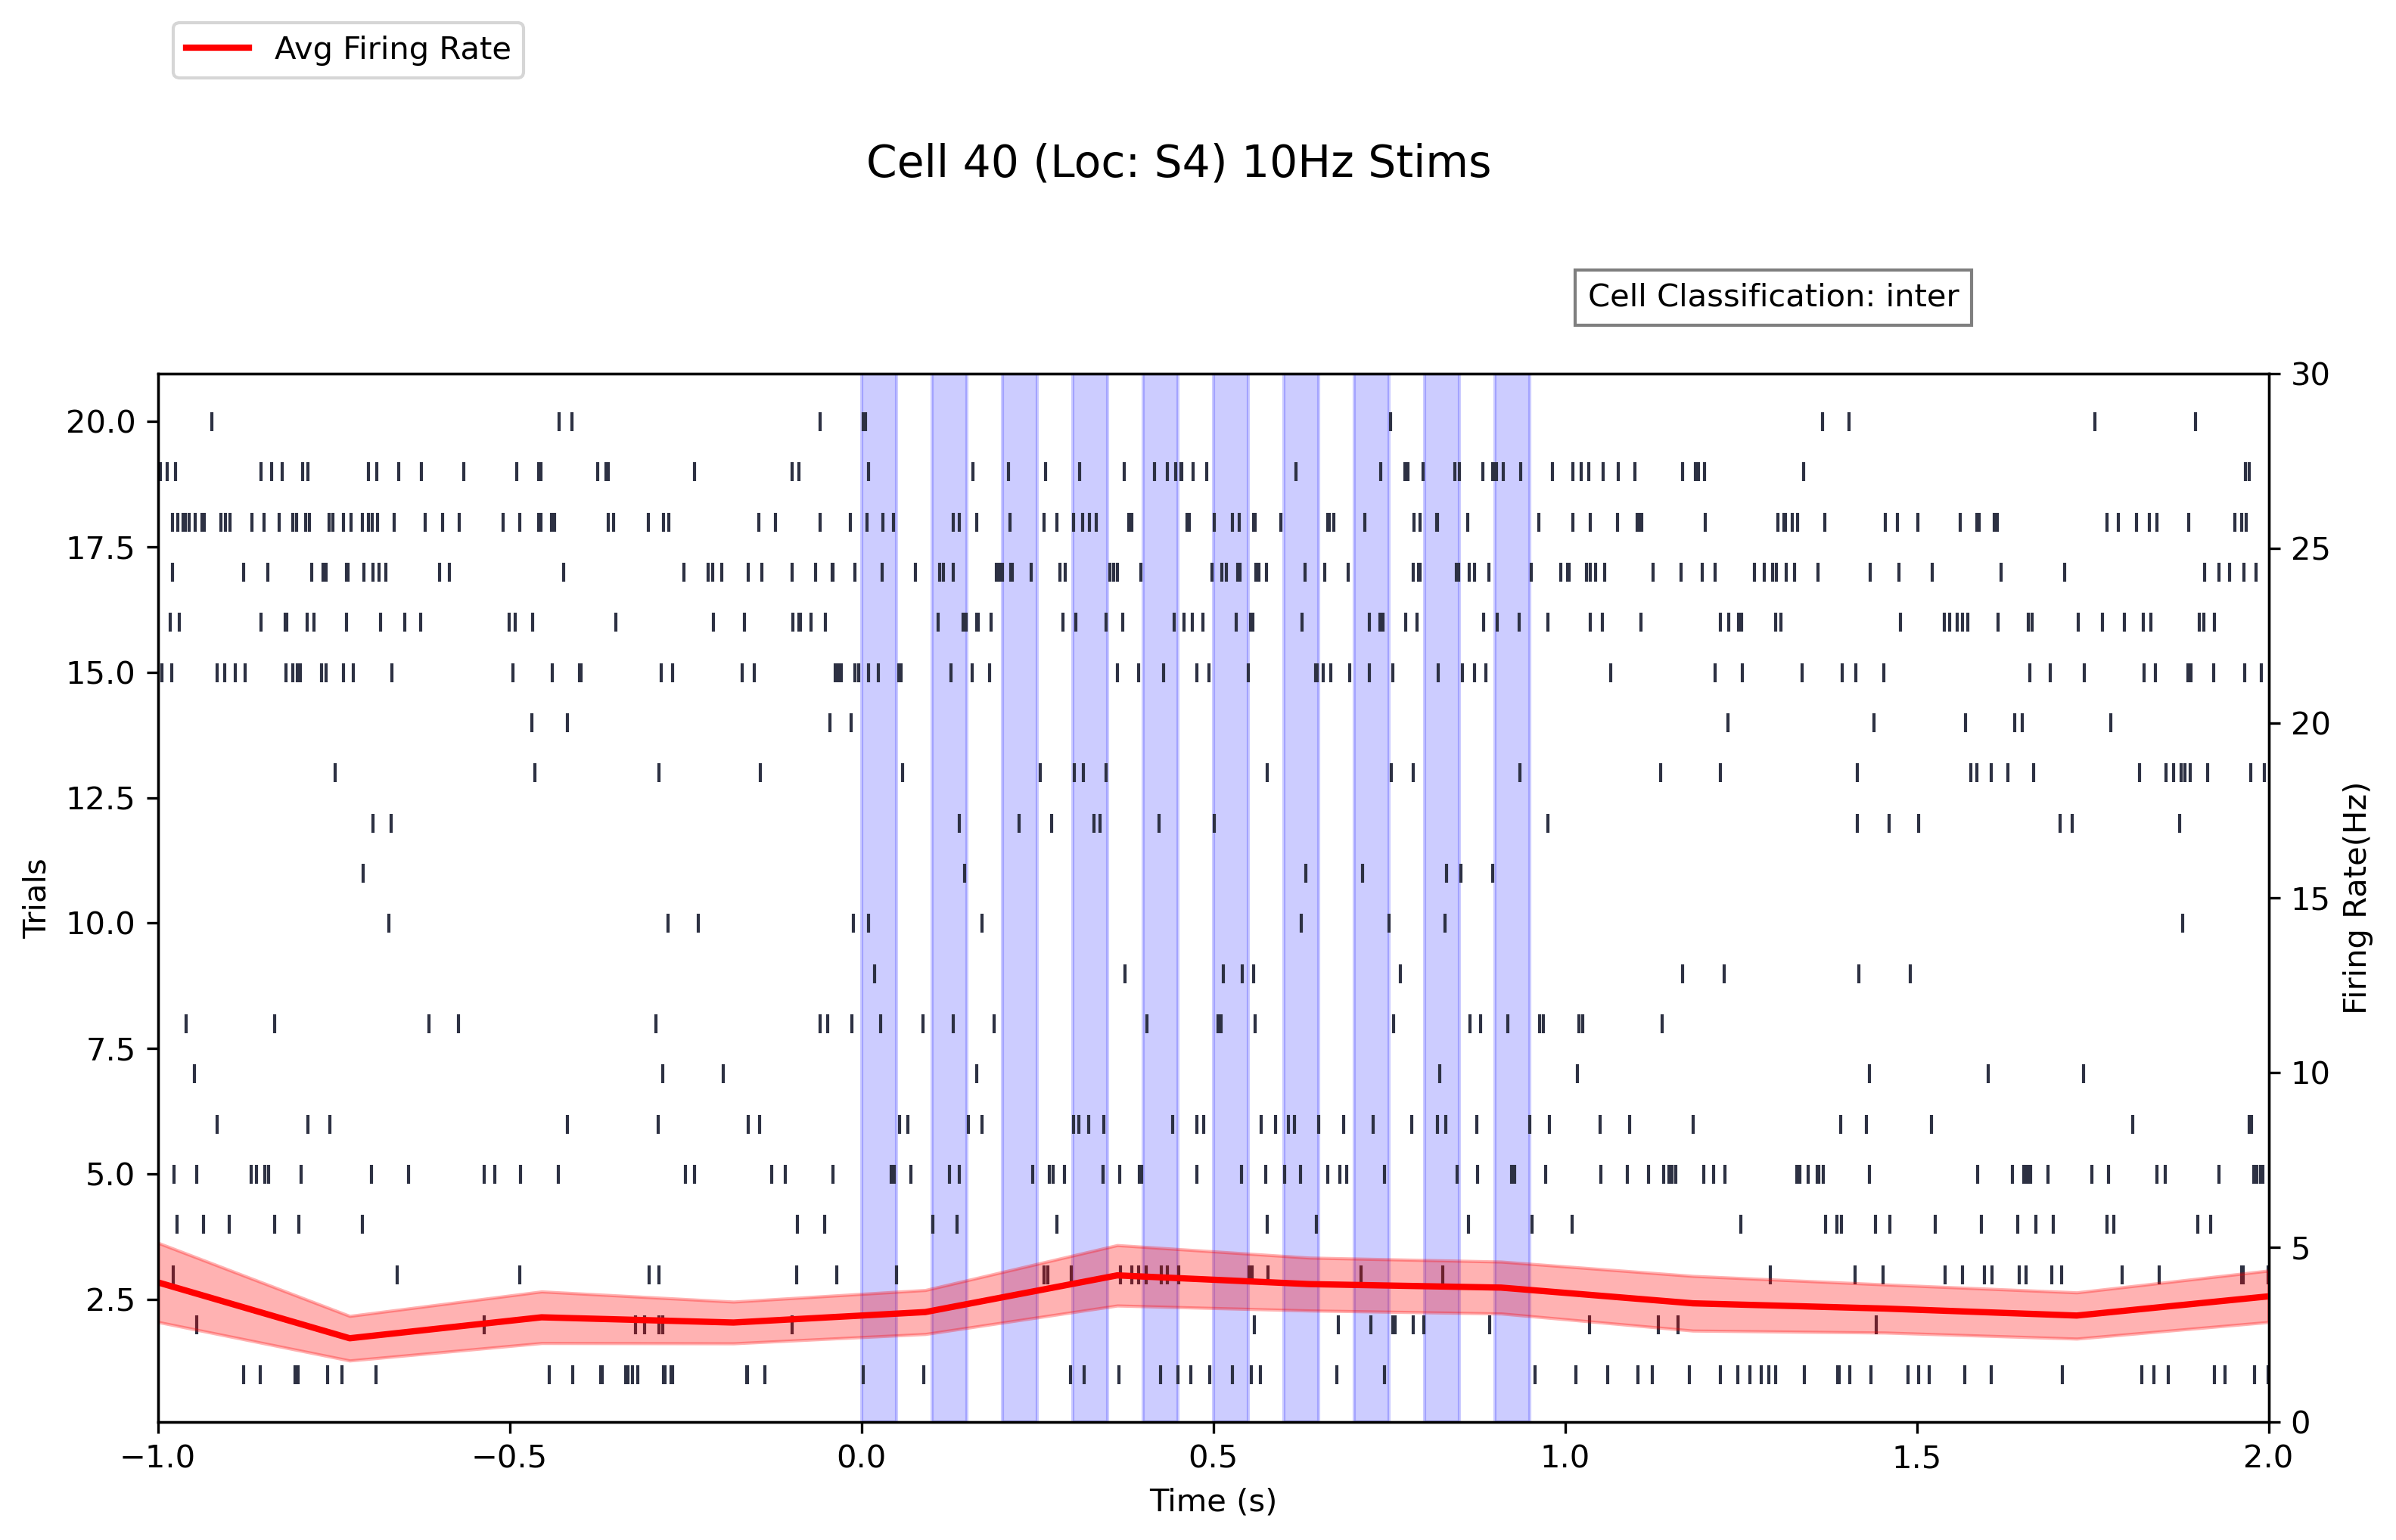 Avg Firing Rate
Cell 40 (Loc: S4) 10Hz Stims
Cell Classification: inter
20.0
17.5
15.0
12.5
10.0
7.5
5.0
2.5
Trials
30
25
20
15
10
5
0
Firing Rate(Hz)
−1.0 −0.5 0.0 0.5 1.0 1.5 2.0
Time (s)